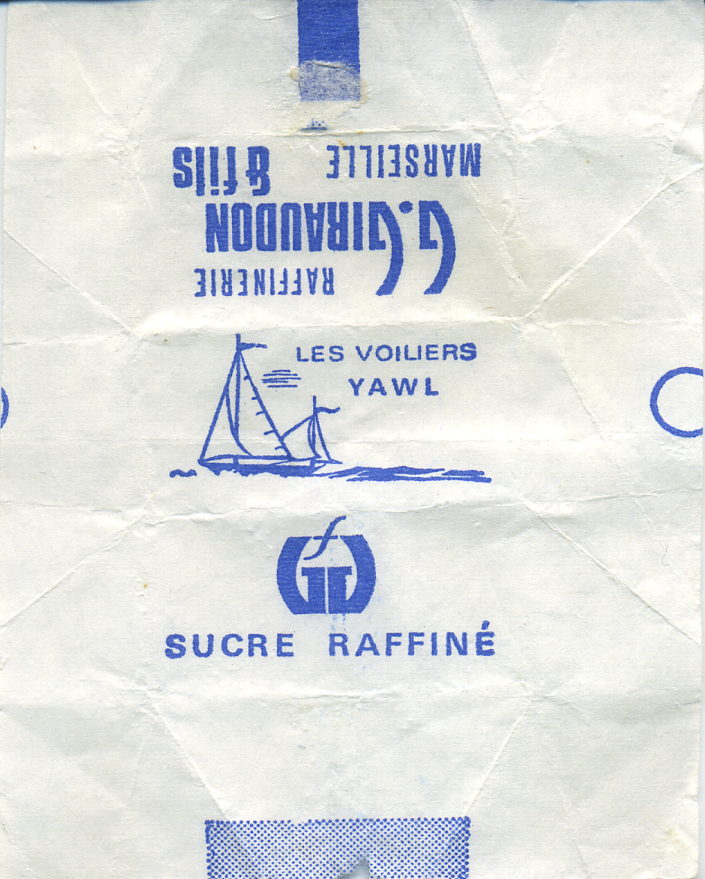 RAFFINERIE
G. GIRAUDON
& fils MARSEILLE
LES VOILIERS
YAWL
G f G
SUCRE RAFFINÉ